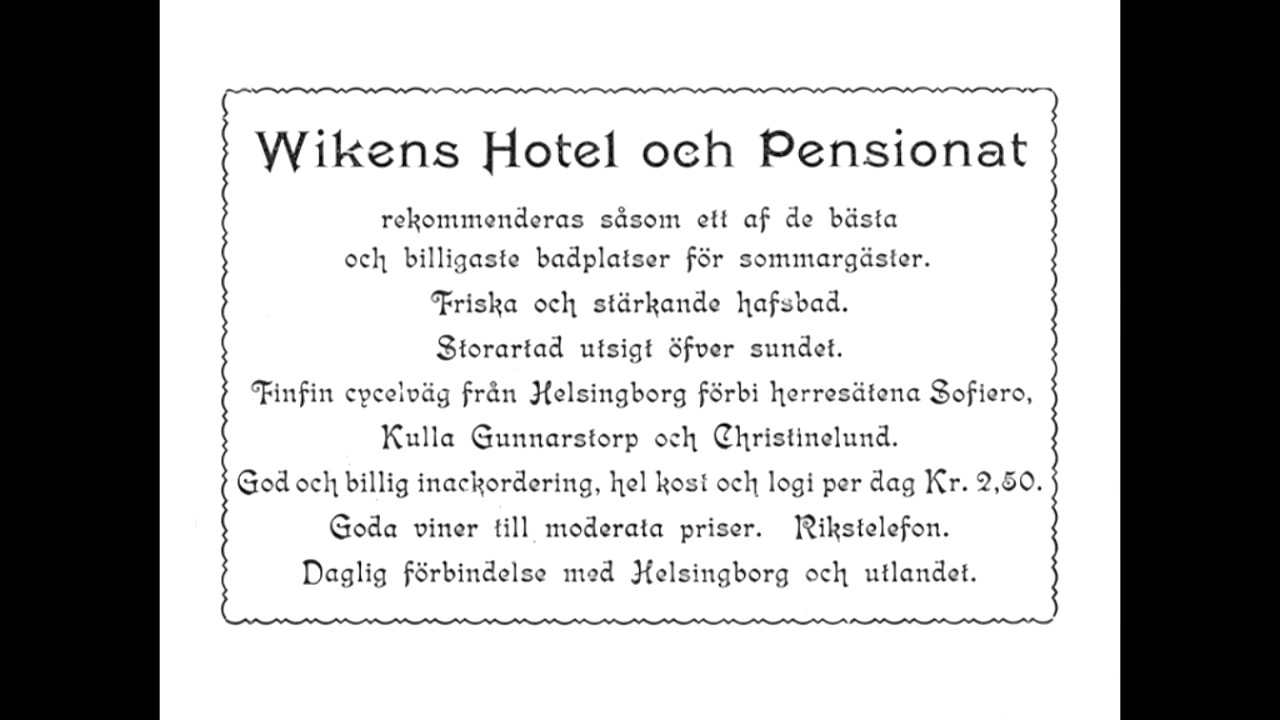 Wikens Hotel och Pensionat
rekommenderas såsom ett af de bästa
och billigaste badplatser för sommargäster.
Friska och stärkande hafsbad.
Storartad utsigt öfver sundet.
Finfin cycelväg från Helsingborg förbi herresätena Sofiero,
Kulla Gunnarstorp och Christinelund.
God och billig inackordering, hel kost och logi per dag Kr. 2,50.
Goda viner till moderata priser. Rikstelefon.
Daglig förbindelse med Helsingborg och utlandet.